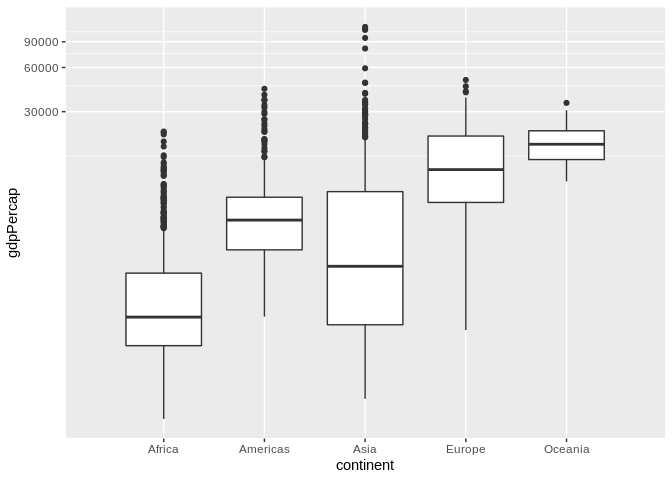 90000
60000
30000
gdpPercap
Africa Americas Asia Europe Oceania
continent